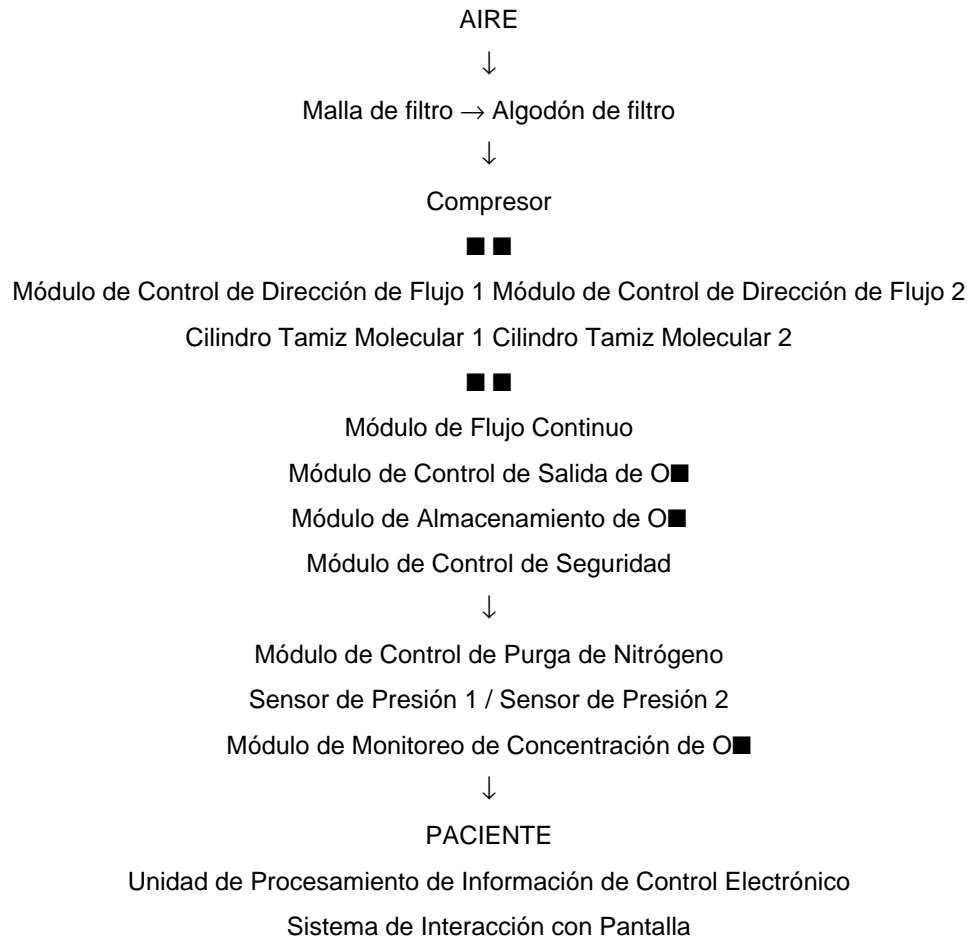 AIRE
↓
Malla de filtro → Algodón de filtro
↓
Compresor
■ ■
Módulo de Control de Dirección de Flujo 1 Módulo de Control de Dirección de Flujo 2
Cilindro Tamiz Molecular 1 Cilindro Tamiz Molecular 2
■ ■
Módulo de Flujo Continuo
Módulo de Control de Salida de O■
Módulo de Almacenamiento de O■
Módulo de Control de Seguridad
↓
Módulo de Control de Purga de Nitrógeno
Sensor de Presión 1 / Sensor de Presión 2
Módulo de Monitoreo de Concentración de O■
↓
PACIENTE
Unidad de Procesamiento de Información de Control Electrónico
Sistema de Interacción con Pantalla